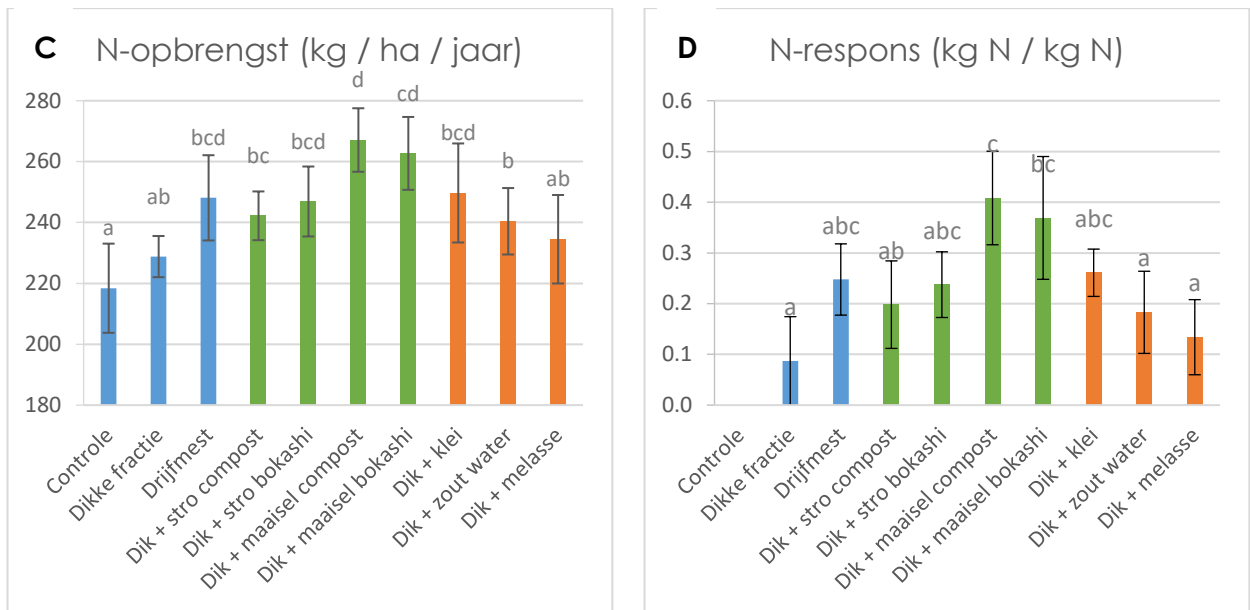 C N-opbrengst (kg / ha / jaar)
280
260
240
220
200
180
a
ab
bcd
bc
bcd
d
cd
bcd
b
ab
Controle
Dikke fractie
Drijfmest
Dik + stro compost
Dik + stro bokashi
Dik + maaisel compost
Dik + maaisel bokashi
Dik + klei
Dik + zout water
Dik + melasse
D N-respons (kg N / kg N)
0.6
0.5
0.4
0.3
0.2
0.1
0.0
a
abc
ab
abc
c
bc
abc
a
a
Controle
Dikke fractie
Drijfmest
Dik + stro compost
Dik + stro bokashi
Dik + maaisel compost
Dik + maaisel bokashi
Dik + klei
Dik + zout water
Dik + melasse